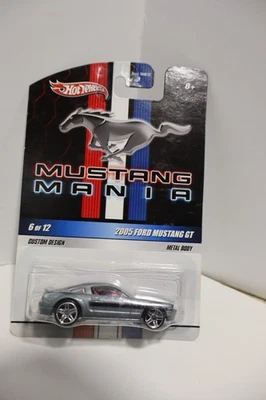 Hot Wheels
MUSTANG
MANIA
6 OF 12
2005 FORD MUSTANG GT
CUSTOM DESIGN
METAL BODY